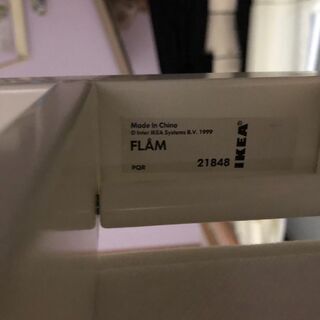 Made in China
© Inter IKEA Systems B.V. 1999
FLÅM
PQR
21848
IKEA®